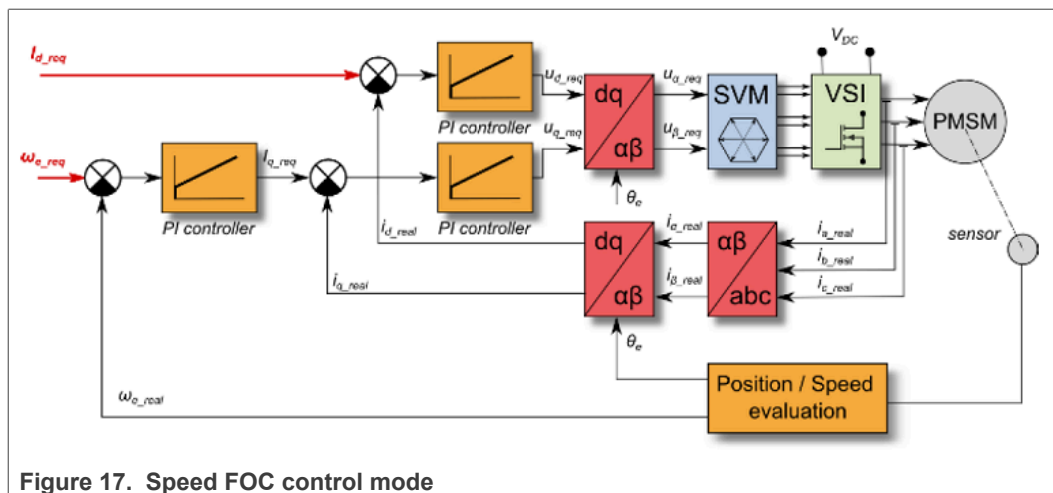 V_DC
I_d_req
u_d_req
u_α_req
dq
αβ
SVM
VSI
PMSM
PI controller
ω_e_req
I_q_req
u_q_req
u_β_req
PI controller
PI controller
θ_e
i_d_real
i_α_real
i_a_real
sensor
dq
αβ
αβ
abc
i_b_real
i_q_real
i_β_real
i_c_real
θ_e
Position / Speed
evaluation
ω_e_real
Figure 17. Speed FOC control mode